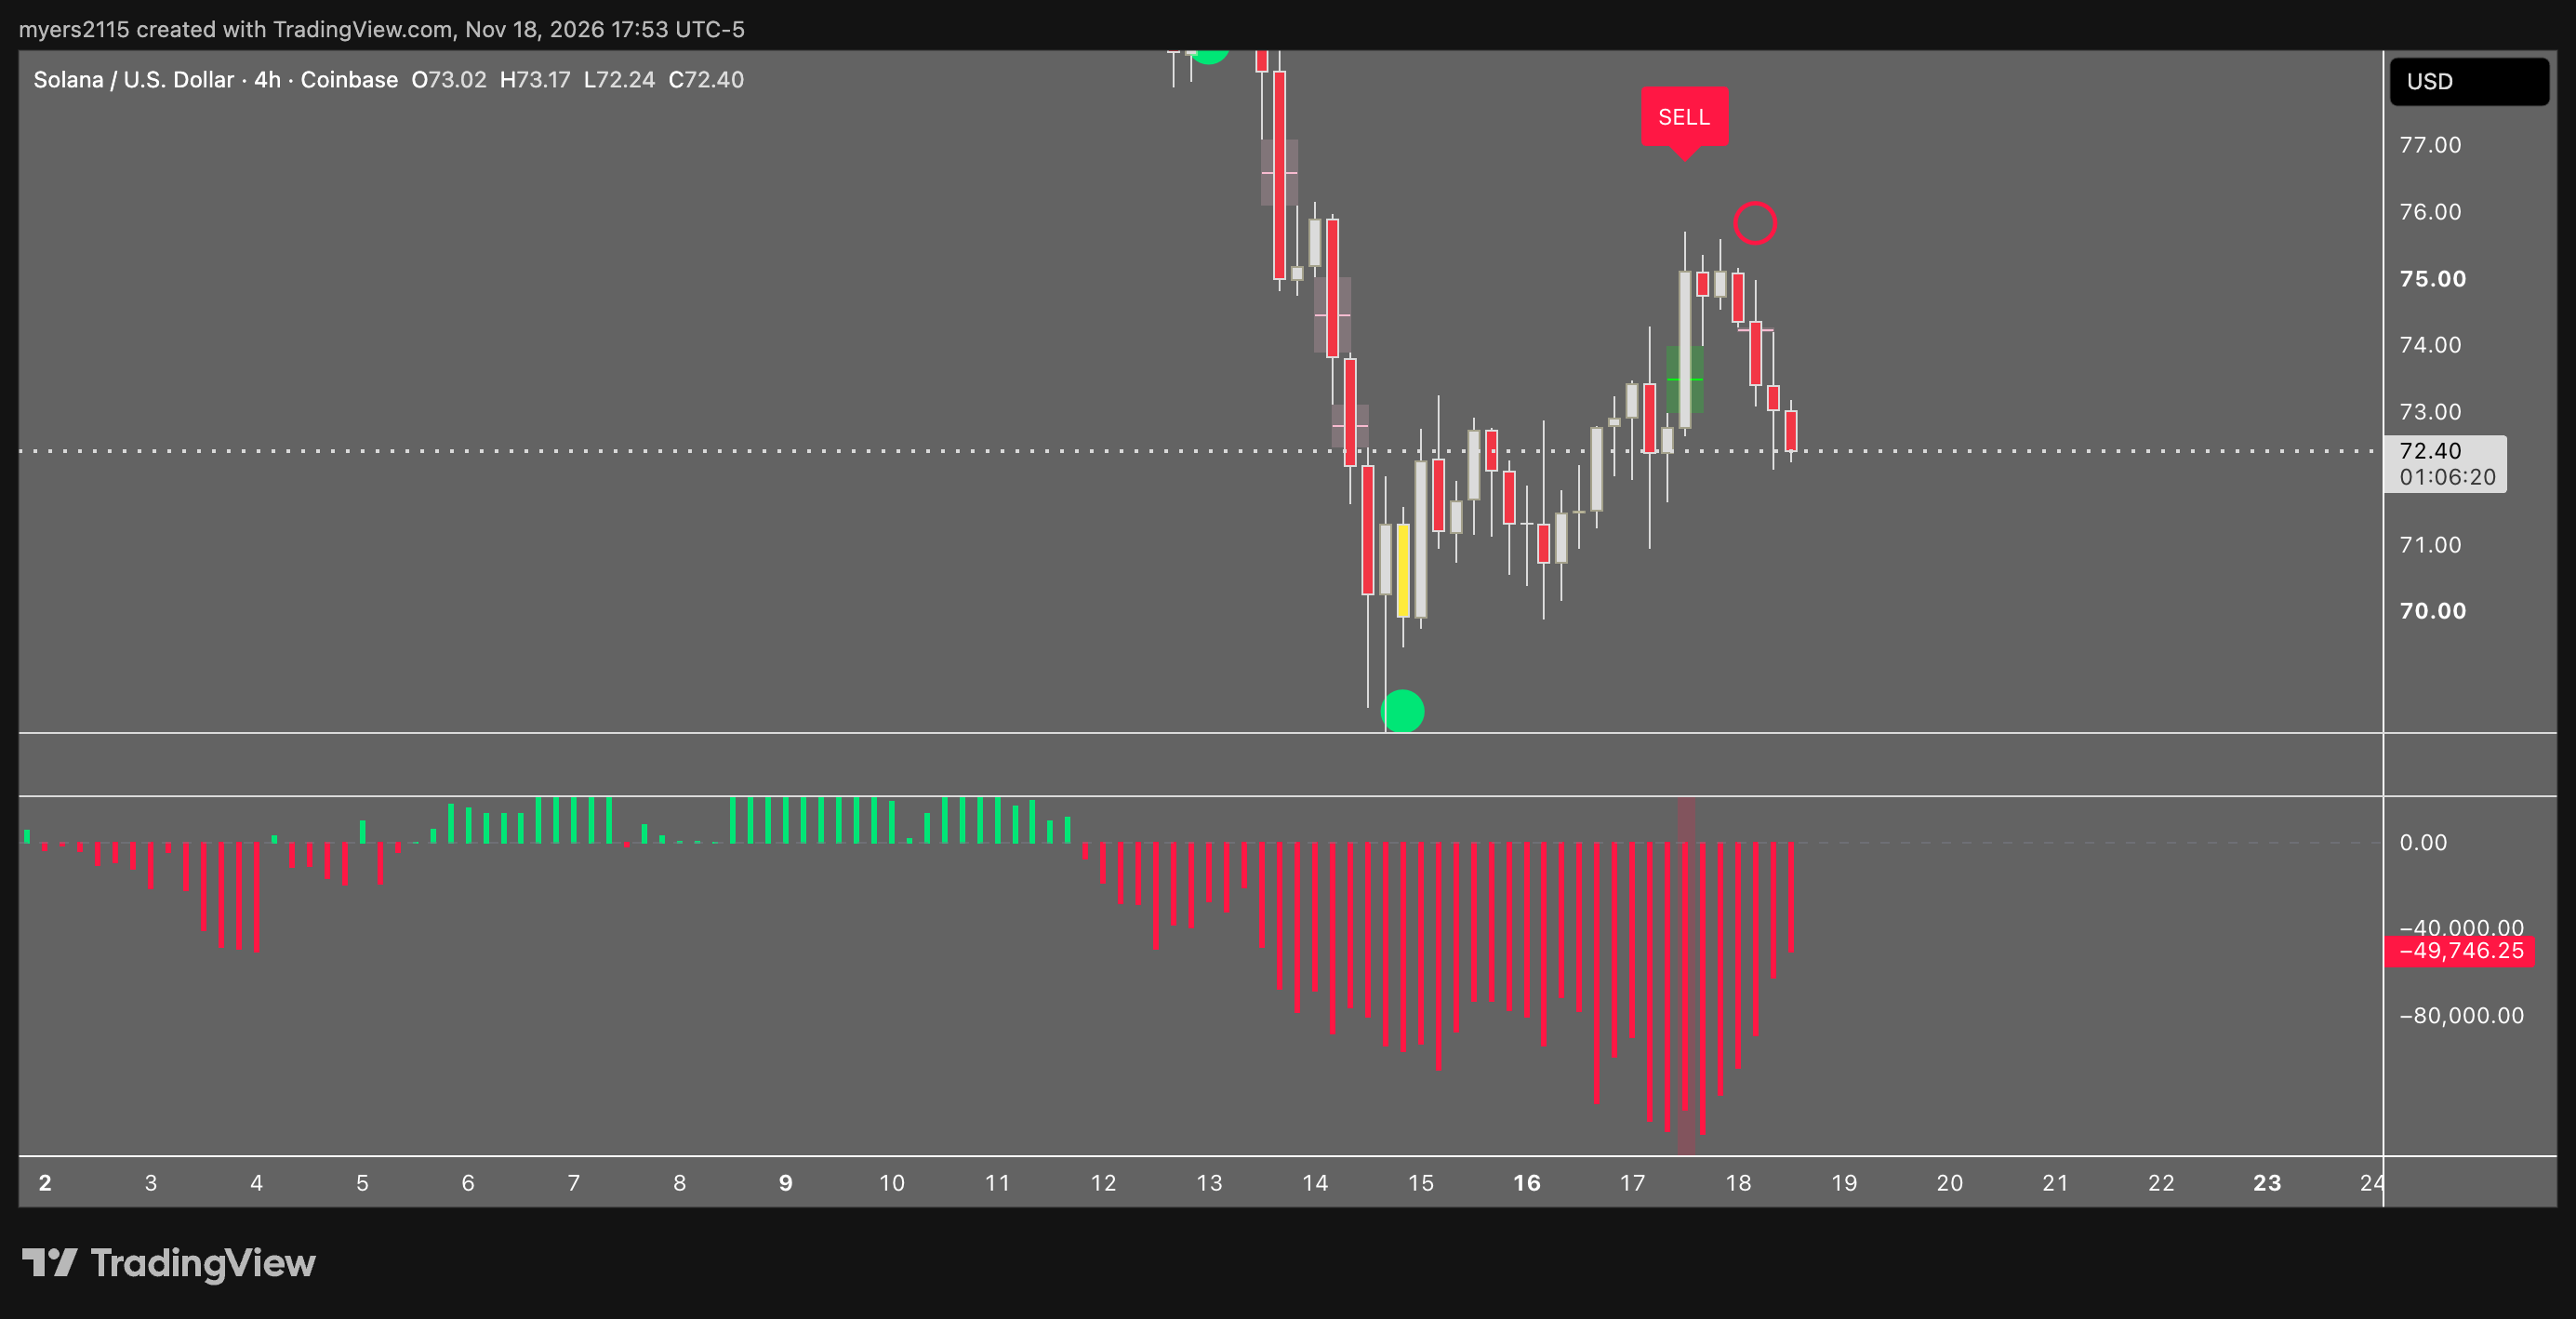 myers2115 created with TradingView.com, Nov 18, 2026 17:53 UTC-5
Solana / U.S. Dollar · 4h · Coinbase O73.02 H73.17 L72.24 C72.40
USD
SELL
77.00
76.00
75.00
74.00
73.00
72.40
01:06:20
71.00
70.00
0.00
−40,000.00
−49,746.25
−80,000.00
2 3 4 5 6 7 8 9 10 11 12 13 14 15 16 17 18 19 20 21 22 23 24
TradingView